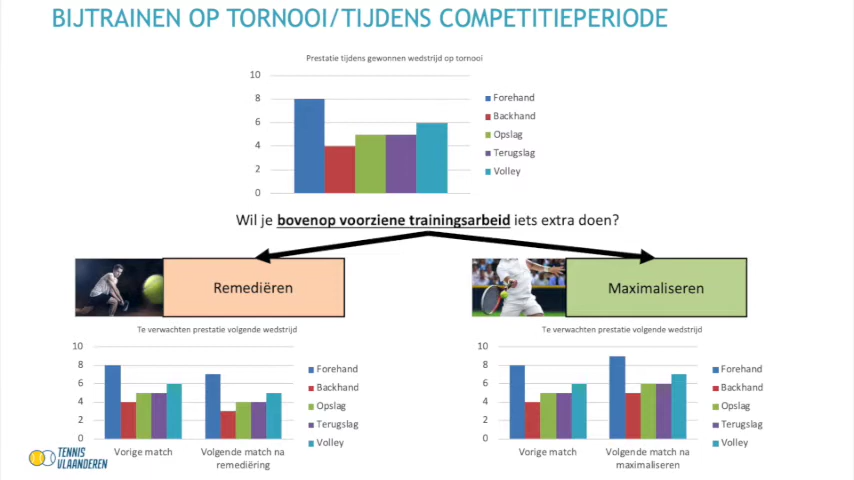 BIJTRAINEN OP TORNOOI/TIJDENS COMPETITIEPERIODE
Prestatie tijdens gewonnen wedstrijd op tornooi
10
8
6
4
2
0
Forehand
Backhand
Opslag
Terugslag
Volley
Wil je bovenop voorziene trainingsarbeid iets extra doen?
Remediëren
Te verwachten prestatie volgende wedstrijd
10
8
6
4
2
0
Vorige match
Volgende match na
remediëring
Forehand
Backhand
Opslag
Terugslag
Volley
Maximaliseren
Te verwachten prestatie volgende wedstrijd
10
8
6
4
2
0
Vorige match
Volgende match na
maximaliseren
Forehand
Backhand
Opslag
Terugslag
Volley
TENNIS
VLAANDEREN